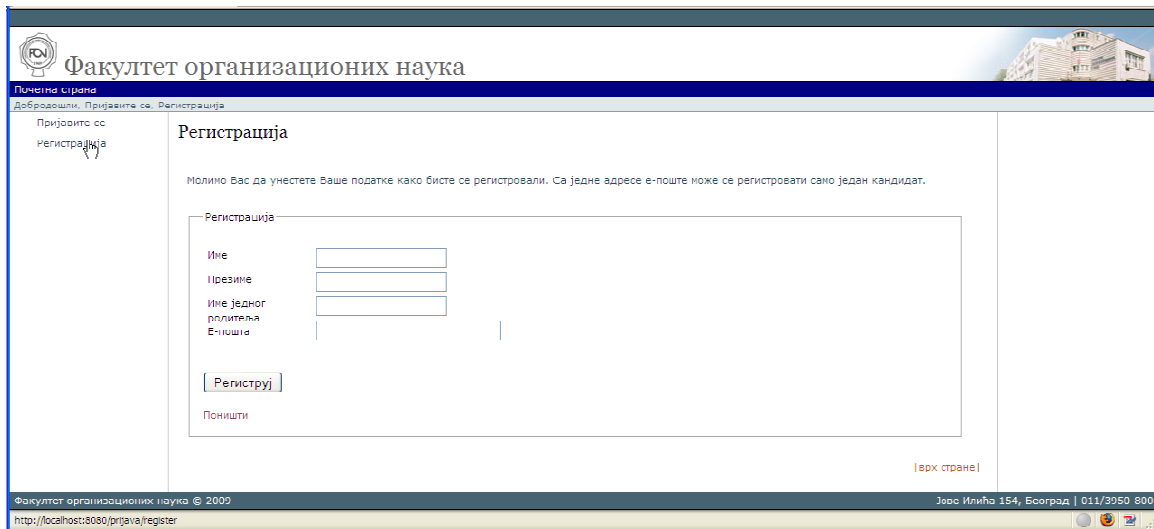 Факултет организационих наука
Почетна страна
Добродошли, Пријавите се, Регистрација
Пријавите се
Регистрација
Регистрација
Молимо Вас да унесете Ваше податке како бисте се регистровали. Са једне адресе е-поште може се регистровати само један кандидат.
Регистрација
Име
Презиме
Име једног
родитеља
Е-пошта
Региструј
Поништи
|врх стране|
Факултет организационих наука © 2009
Јове Илића 154, Београд | 011/3950 800
http://localhost:8080/prijava/register